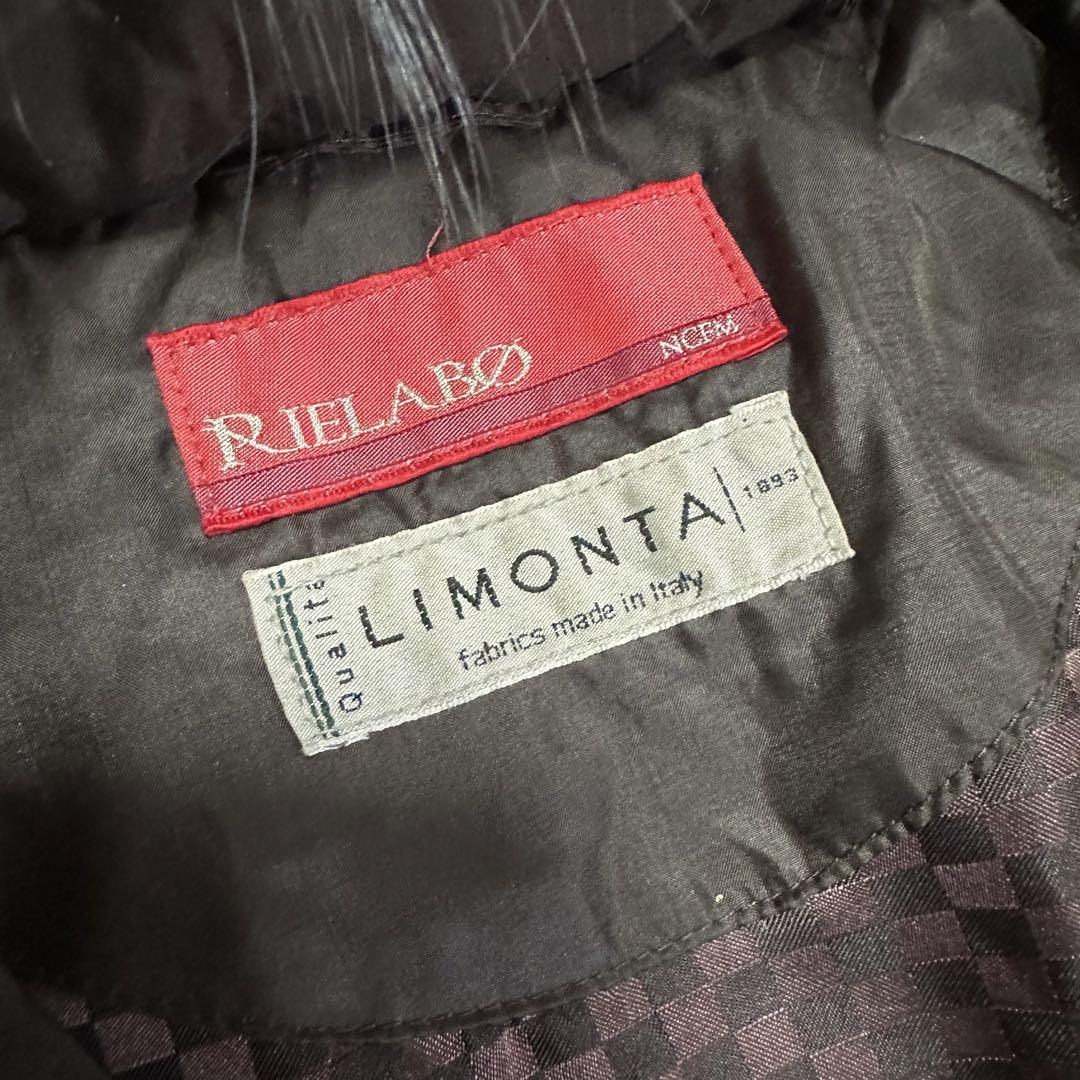 RIELABØ
NCFM
LIMONTA | 1893
Qualità
fabrics made in Italy